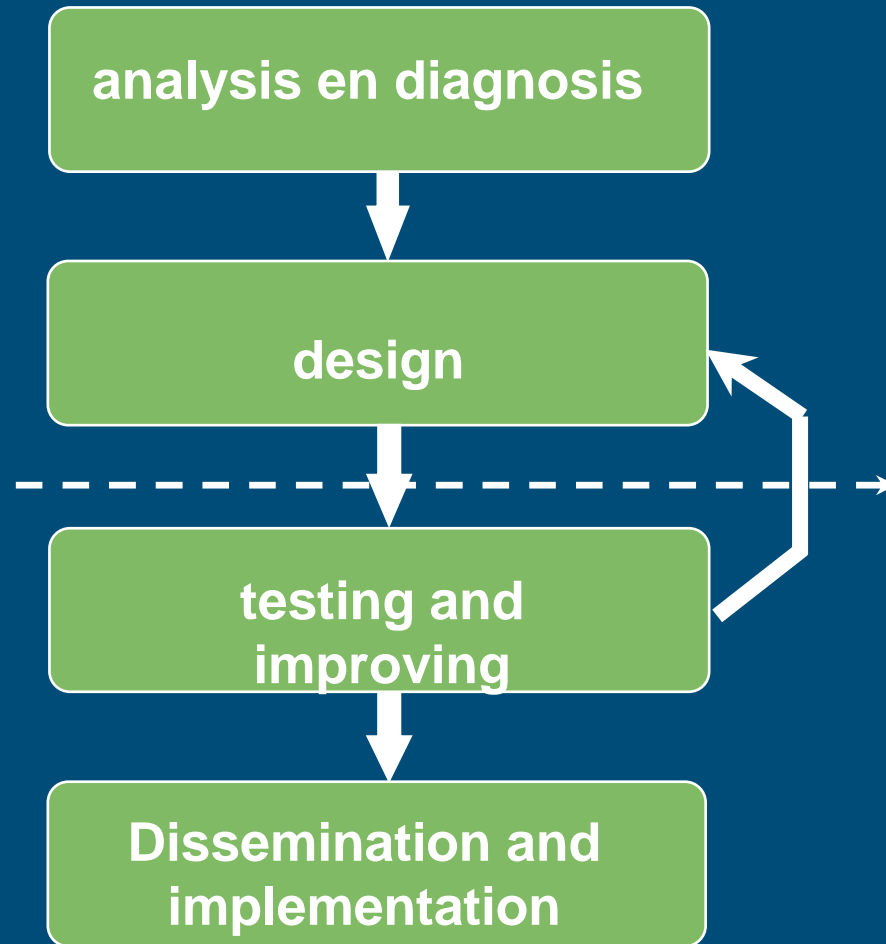 analysis en diagnosis
design
testing and
improving
Dissemination and
implementation